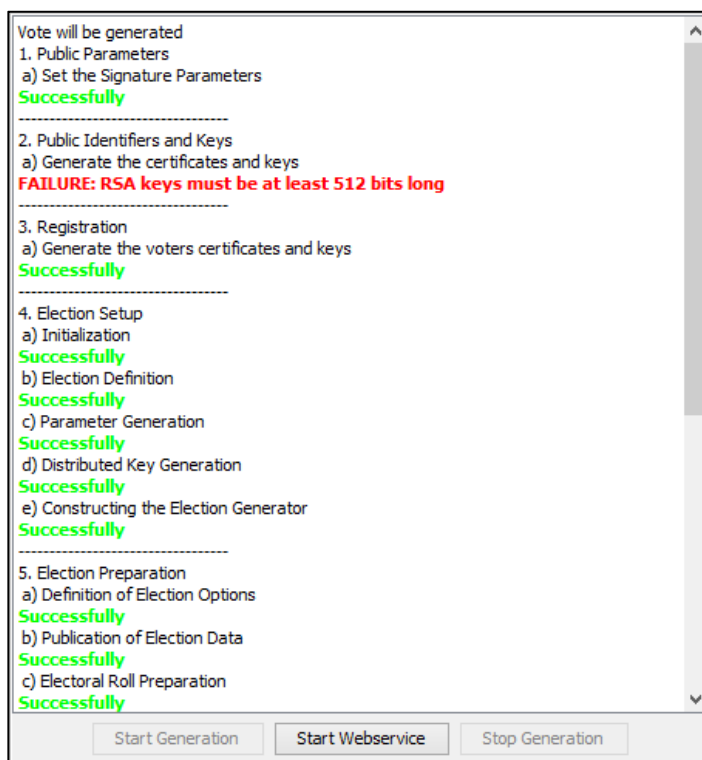 Vote will be generated
1. Public Parameters
a) Set the Signature Parameters
Successfully
----------------------------------
2. Public Identifiers and Keys
a) Generate the certificates and keys
FAILURE: RSA keys must be at least 512 bits long
----------------------------------
3. Registration
a) Generate the voters certificates and keys
Successfully
----------------------------------
4. Election Setup
a) Initialization
Successfully
b) Election Definition
Successfully
c) Parameter Generation
Successfully
d) Distributed Key Generation
Successfully
e) Constructing the Election Generator
Successfully
----------------------------------
5. Election Preparation
a) Definition of Election Options
Successfully
b) Publication of Election Data
Successfully
c) Electoral Roll Preparation
Successfully
Start Generation Start Webservice Stop Generation